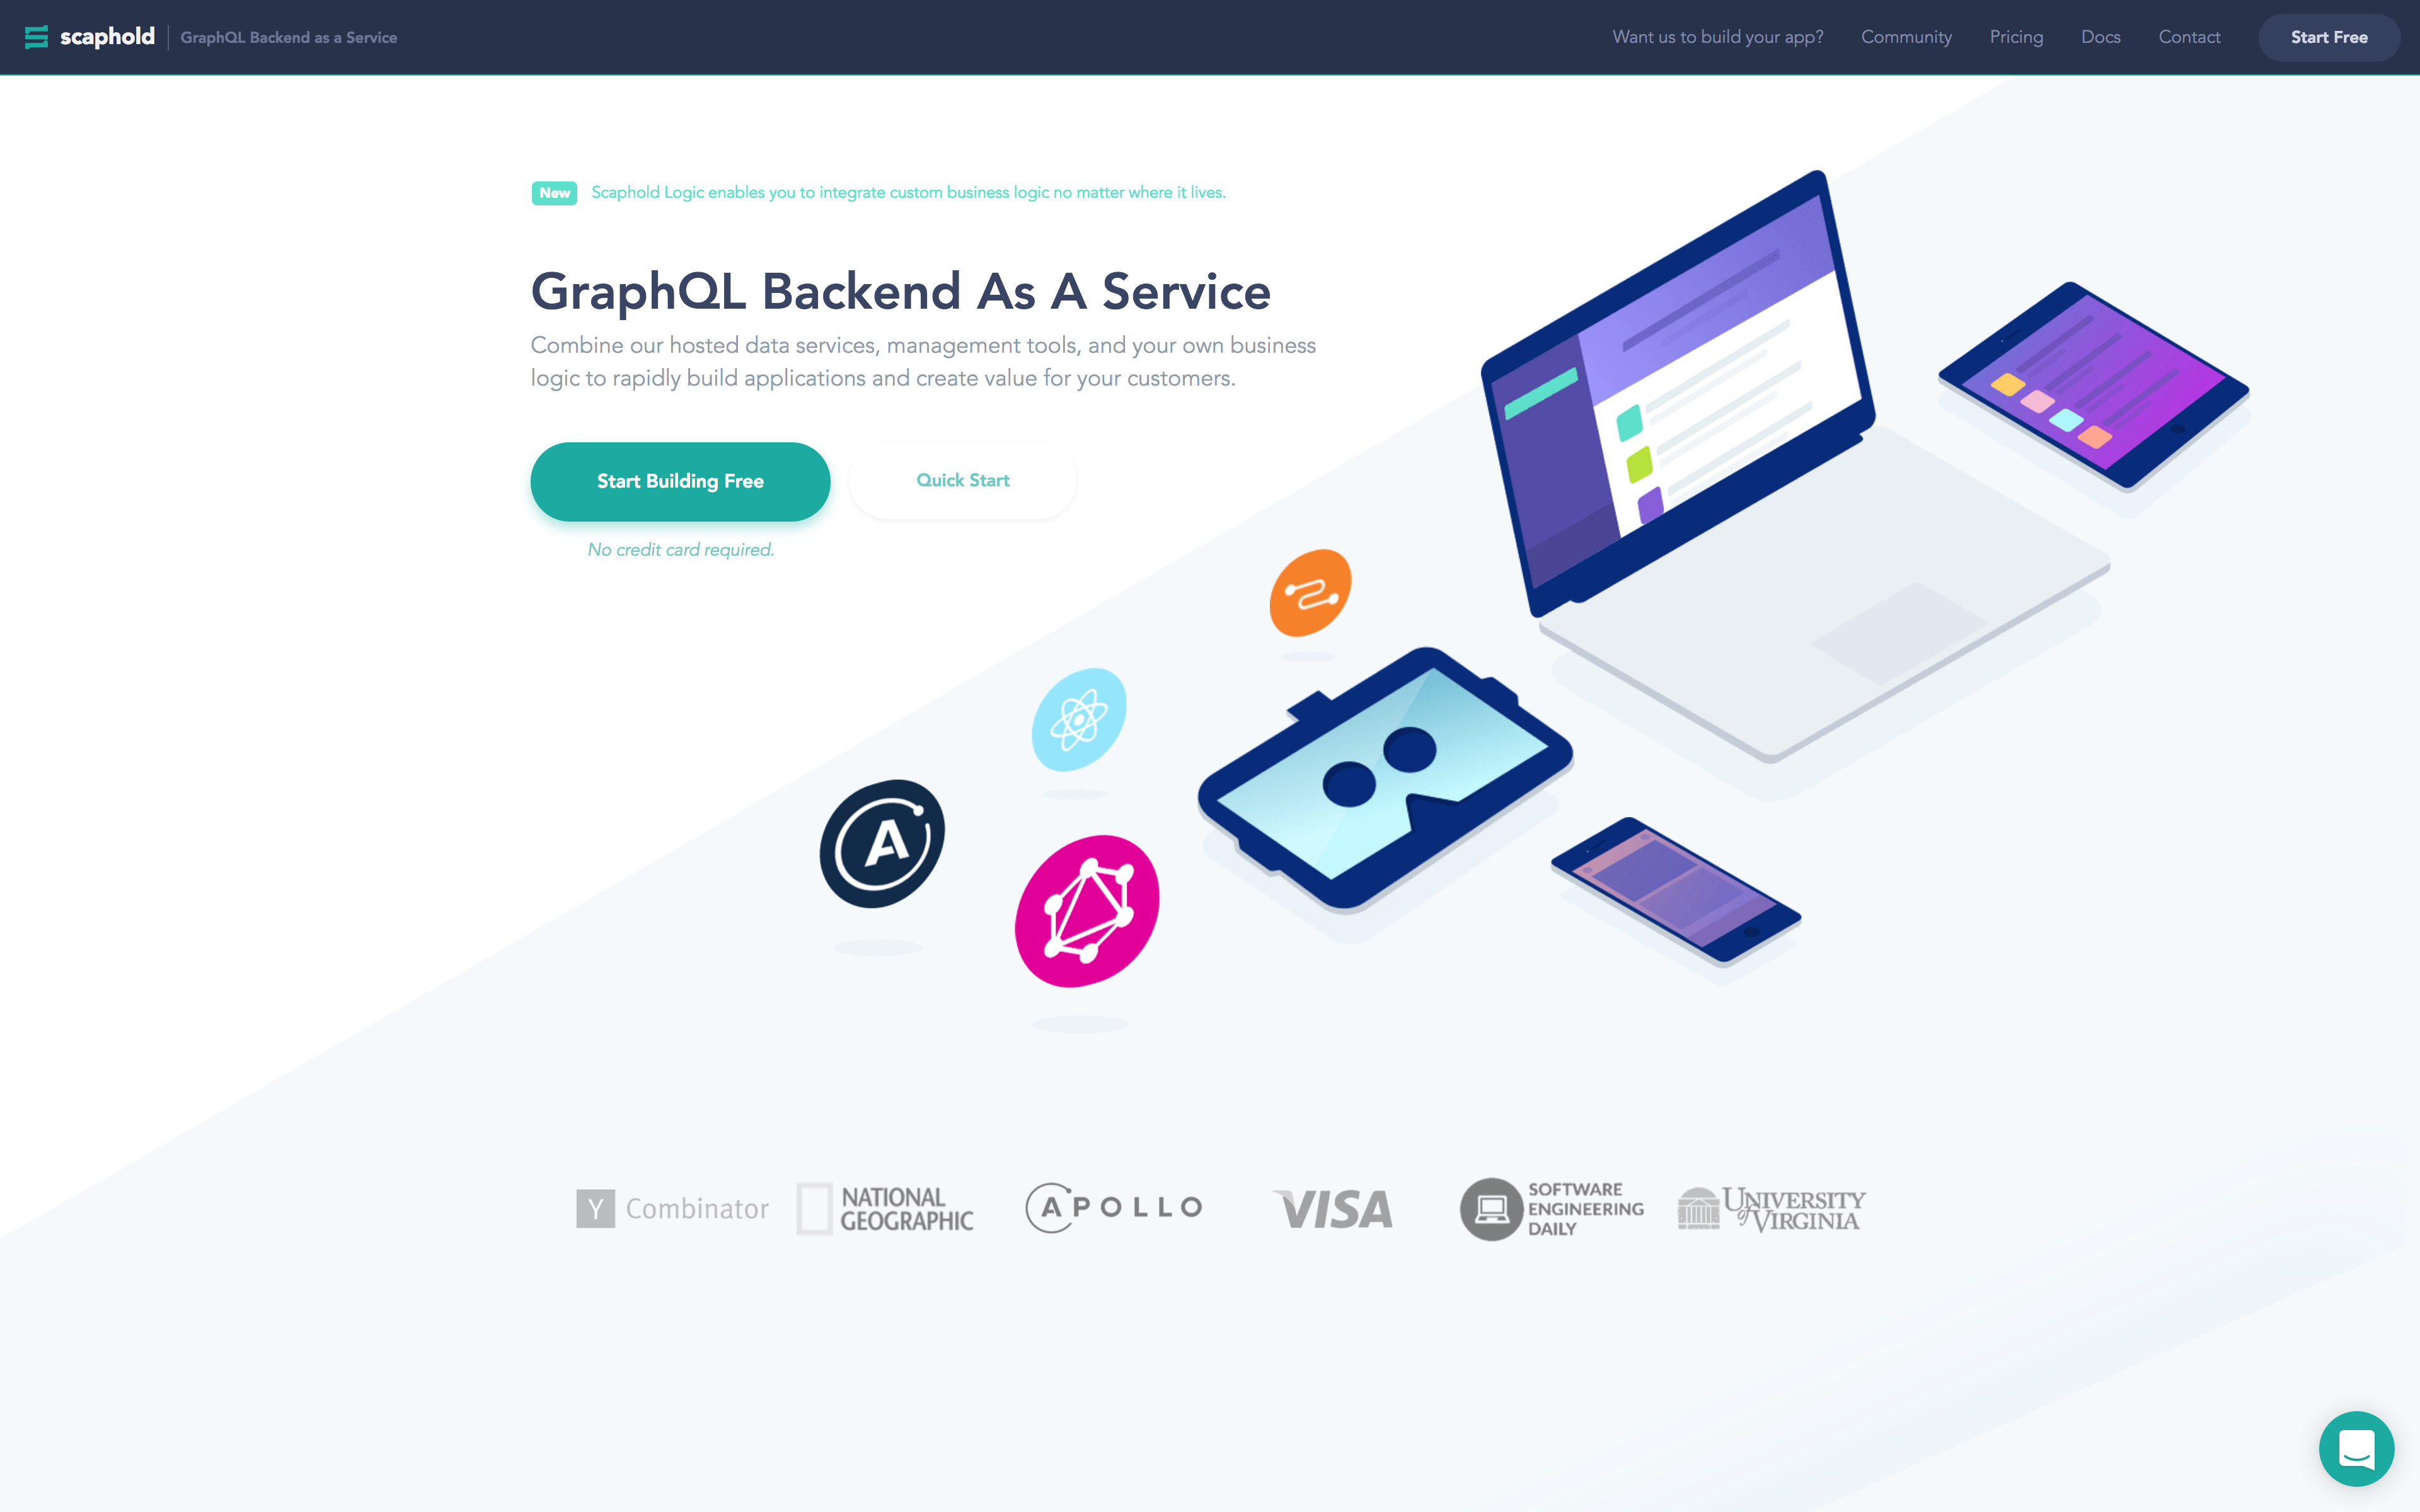 scaphold
GraphQL Backend as a Service
Want us to build your app?
Community
Pricing
Docs
Contact
Start Free
New
Scaphold Logic enables you to integrate custom business logic no matter where it lives.
GraphQL Backend As A Service
Combine our hosted data services, management tools, and your own business
logic to rapidly build applications and create value for your customers.
Start Building Free
Quick Start
No credit card required.
A
Y Combinator
NATIONAL
GEOGRAPHIC
APOLLO
VISA
SOFTWARE
ENGINEERING
DAILY
UNIVERSITY
of VIRGINIA